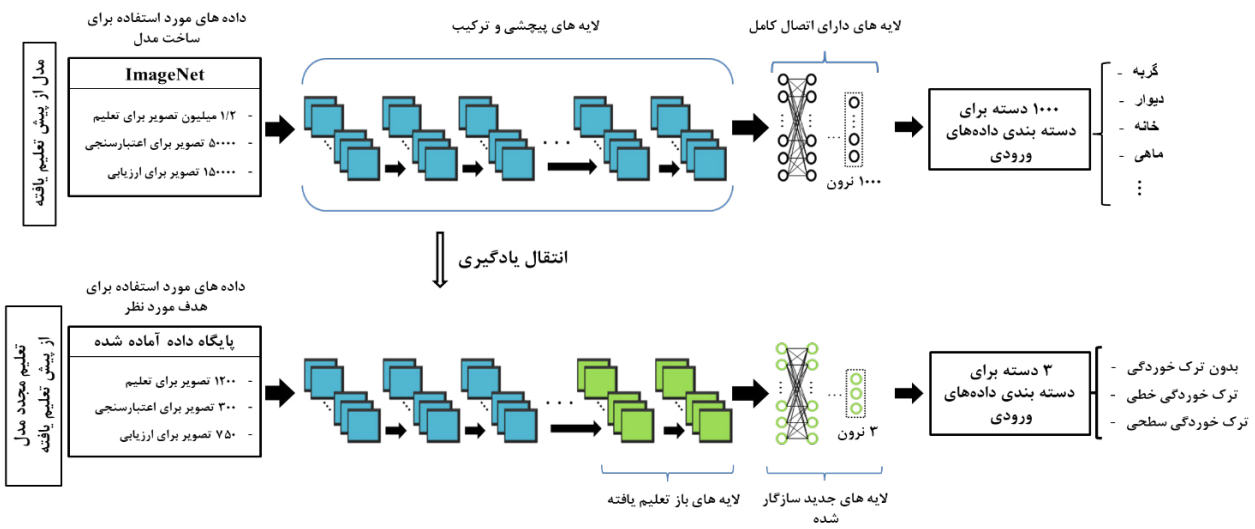 مدل از پیش تعلیم یافته
داده های مورد استفاده برای
ساخت مدل
ImageNet
- ۱/۲ میلیون تصویر برای تعلیم
- ۵۰۰۰۰ تصویر برای اعتبارسنجی
- ۱۵۰۰۰۰ تصویر برای ارزیابی
لایه های پیچشی و ترکیب
لایه های دارای اتصال کامل
۱۰۰۰ نرون
۱۰۰۰ دسته برای
دسته بندی داده‌های
ورودی
- گربه
- دیوار
- خانه
- ماهی
انتقال یادگیری
تعلیم مجدد مدل
از پیش تعلیم یافته
داده های مورد استفاده برای
هدف مورد نظر
پایگاه داده آماده شده
- ۱۲۰۰ تصویر برای تعلیم
- ۳۰۰ تصویر برای اعتبارسنجی
- ۷۵۰ تصویر برای ارزیابی
۳ نرون
لایه های باز تعلیم یافته
لایه های جدید سازگار
شده
۳ دسته برای
دسته بندی داده‌های
ورودی
- بدون ترک خوردگی
- ترک خوردگی خطی
- ترک خوردگی سطحی